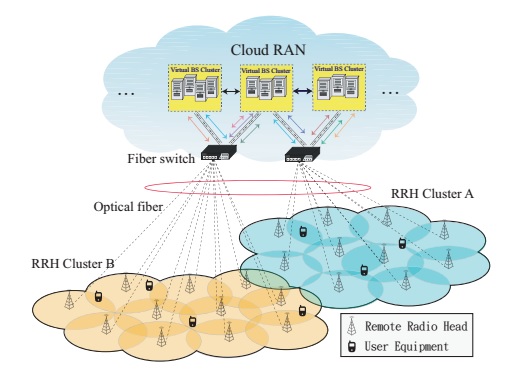 Cloud RAN
Virtual BS Cluster
Virtual BS Cluster
Virtual BS Cluster
...
...
Fiber switch
Optical fiber
RRH Cluster A
RRH Cluster B
Remote Radio Head
User Equipment